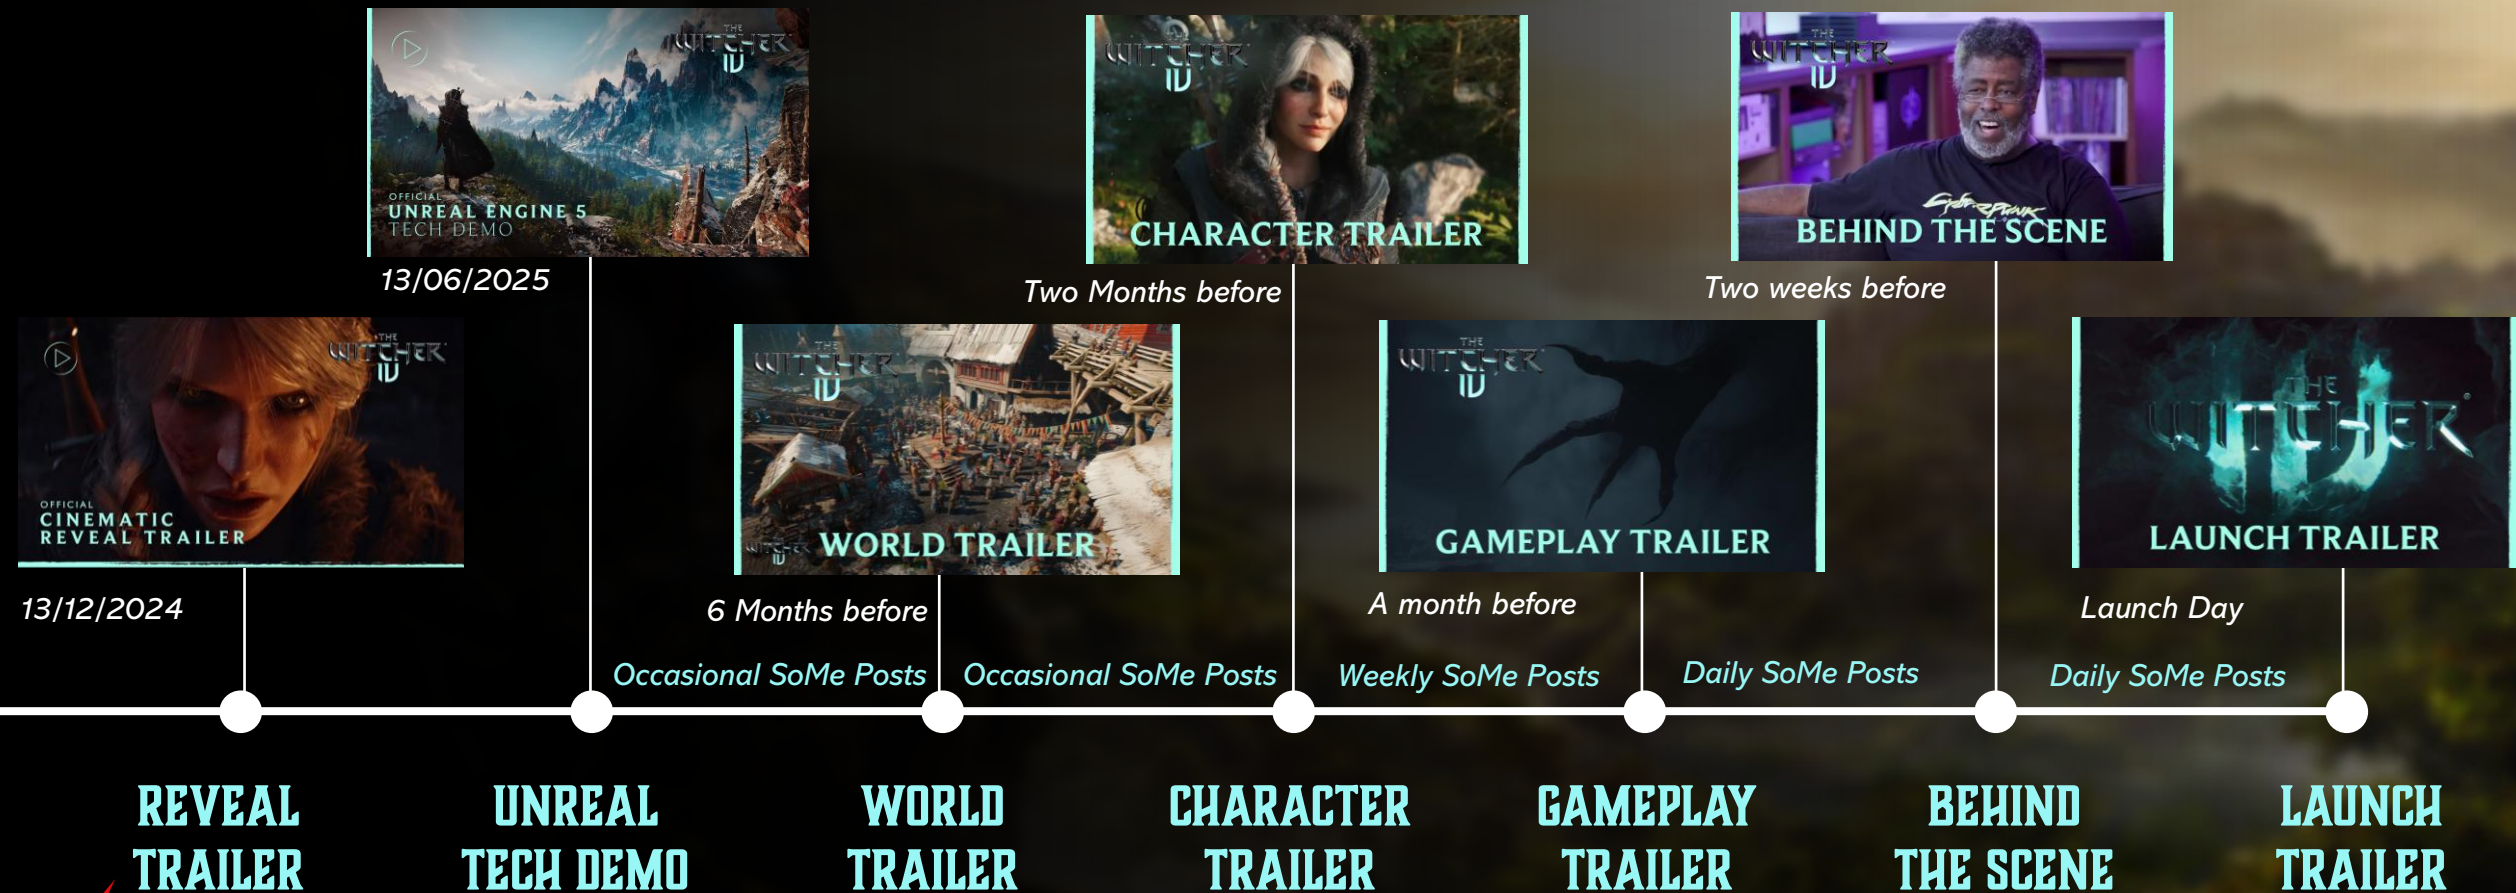 THE
WITCHER
IV
OFFICIAL
CINEMATIC
REVEAL TRAILER
13/12/2024
THE
WITCHER
IV
OFFICIAL
UNREAL ENGINE 5
TECH DEMO
13/06/2025
THE
WITCHER
IV
WITCHER
IV
WORLD TRAILER
6 Months before
WITCHER
IV
CHARACTER TRAILER
Two Months before
THE
WITCHER
IV
GAMEPLAY TRAILER
A month before
THE
WITCHER
IV
CYBERPUNK
BEHIND THE SCENE
Two weeks before
THE
WITCHER
IV
LAUNCH TRAILER
Launch Day
Occasional SoMe Posts
Occasional SoMe Posts
Weekly SoMe Posts
Daily SoMe Posts
Daily SoMe Posts
REVEAL
TRAILER
UNREAL
TECH DEMO
WORLD
TRAILER
CHARACTER
TRAILER
GAMEPLAY
TRAILER
BEHIND
THE SCENE
LAUNCH
TRAILER